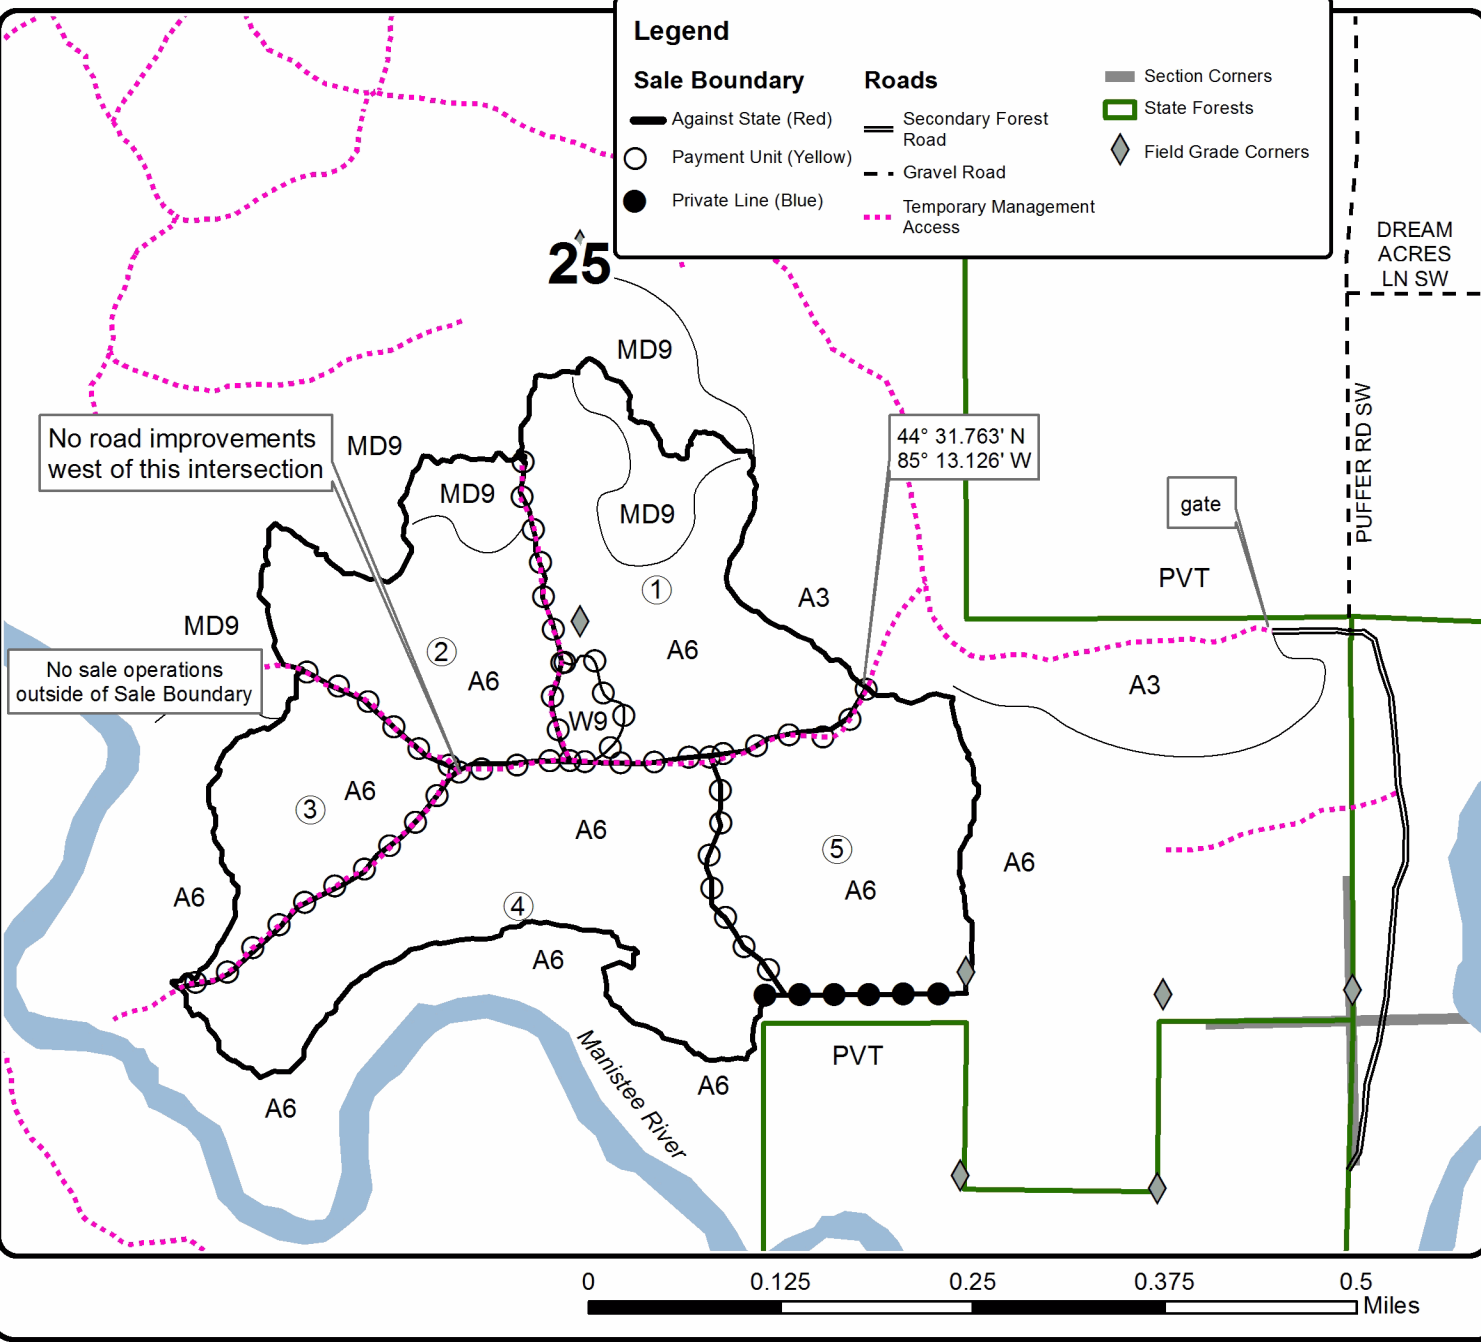 Legend
Sale Boundary
Against State (Red)
Payment Unit (Yellow)
Private Line (Blue)
Roads
Secondary Forest
Road
Gravel Road
Temporary Management
Access
Section Corners
State Forests
Field Grade Corners
25
DREAM
ACRES
LN SW
PUFFER RD SW
MD9
No road improvements
west of this intersection
MD9
44° 31.763' N
85° 13.126' W
MD9
MD9
gate
PVT
1
A3
MD9
2
A6
A6
No sale operations
outside of Sale Boundary
A3
W9
A6
3
A6
5
A6
A6
A6
4
A6
Manistee River
PVT
A6
A6
0
0.125
0.25
0.375
0.5
Miles